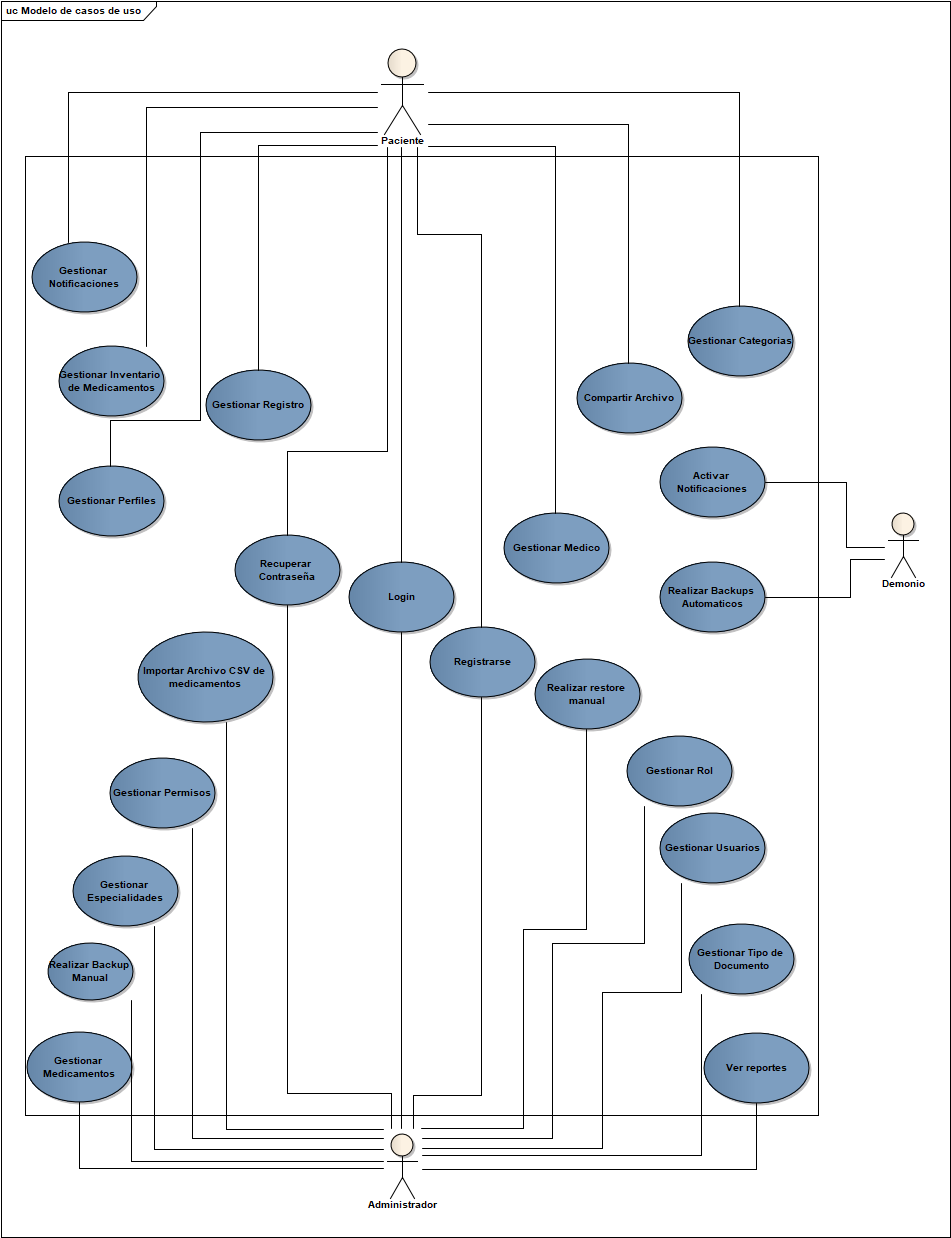 uc Modelo de casos de uso
Paciente
Gestionar
Notificaciones
Gestionar Categorias
Gestionar Inventario
de Medicamentos
Gestionar Registro
Compartir Archivo
Gestionar Perfiles
Activar
Notificaciones
Gestionar Medico
Recuperar
Contraseña
Login
Realizar Backups
Automaticos
Demonio
Importar Archivo CSV de
medicamentos
Registrarse
Realizar restore
manual
Gestionar Rol
Gestionar Permisos
Gestionar Usuarios
Gestionar
Especialidades
Realizar Backup
Manual
Gestionar Tipo de
Documento
Gestionar
Medicamentos
Ver reportes
Administrador